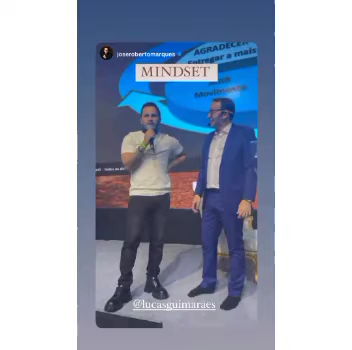 joserobertomarques
AGRADECER
Entregar a mais
MINDSET
Movimento
@lucasguimaraes